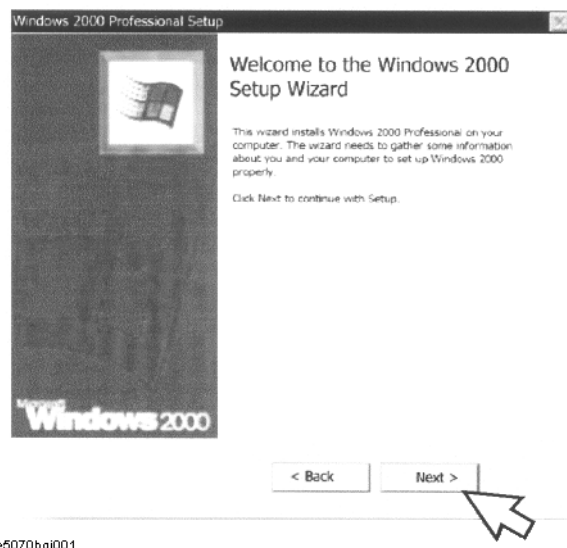 Windows 2000 Professional Setup
Welcome to the Windows 2000
Setup Wizard
This wizard installs Windows 2000 Professional on your
computer. The wizard needs to gather some information
about you and your computer to set up Windows 2000
properly.
Click Next to continue with Setup.
Microsoft
Windows 2000
< Back
Next >
e5070bai001